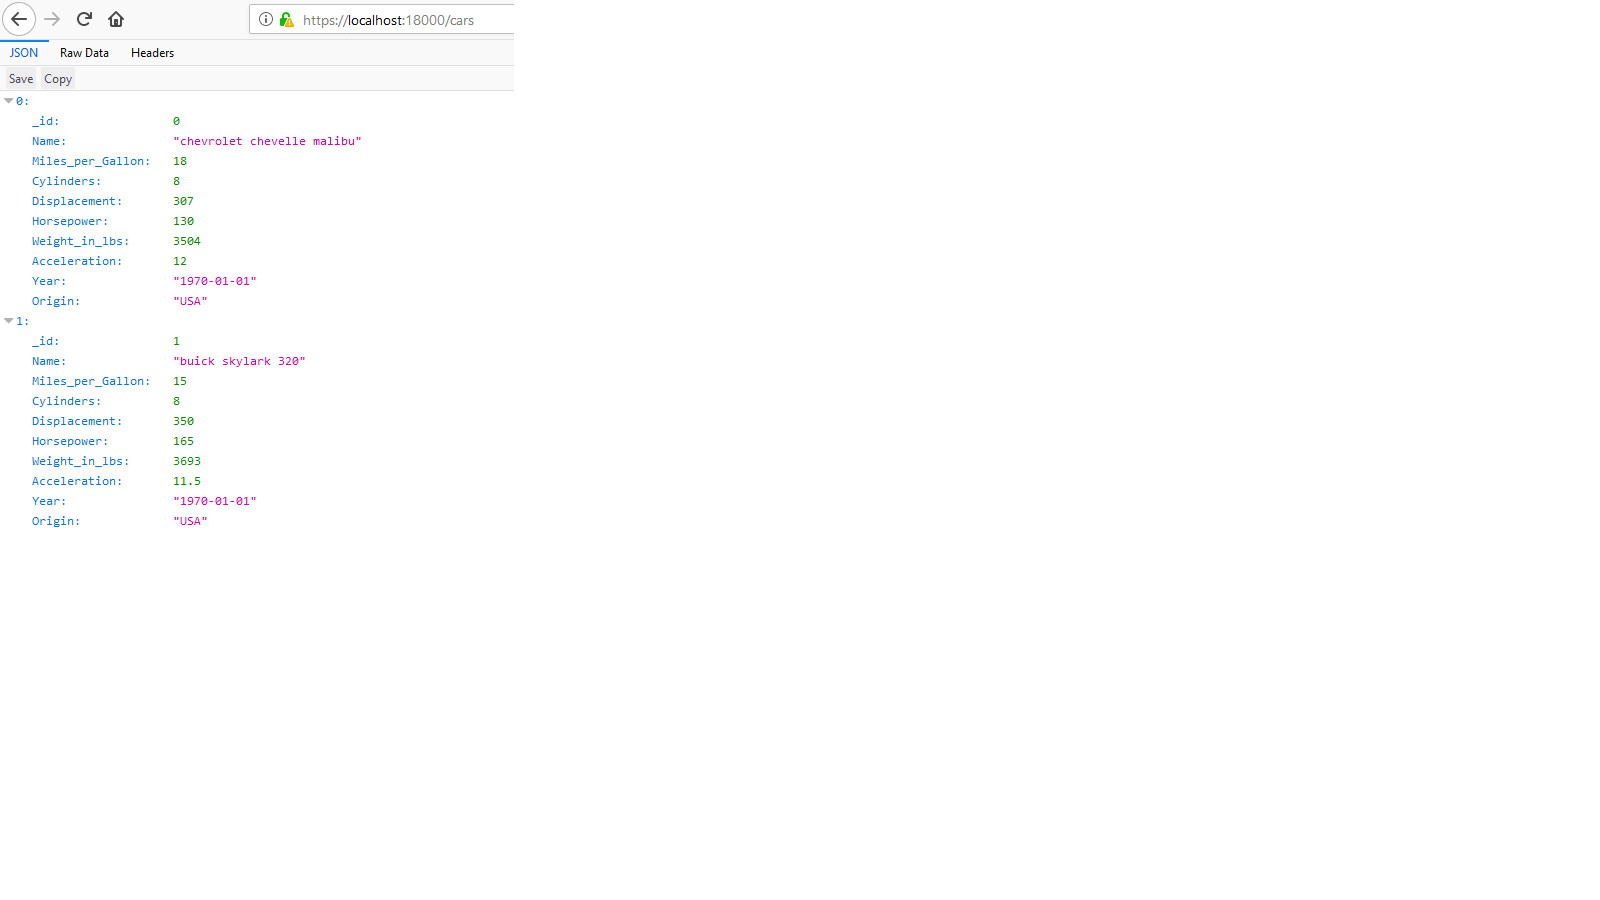 https://localhost:18000/cars
JSON Raw Data Headers
Save Copy
0:
_id: 0
Name: "chevrolet chevelle malibu"
Miles_per_Gallon: 18
Cylinders: 8
Displacement: 307
Horsepower: 130
Weight_in_lbs: 3504
Acceleration: 12
Year: "1970-01-01"
Origin: "USA"
1:
_id: 1
Name: "buick skylark 320"
Miles_per_Gallon: 15
Cylinders: 8
Displacement: 350
Horsepower: 165
Weight_in_lbs: 3693
Acceleration: 11.5
Year: "1970-01-01"
Origin: "USA"